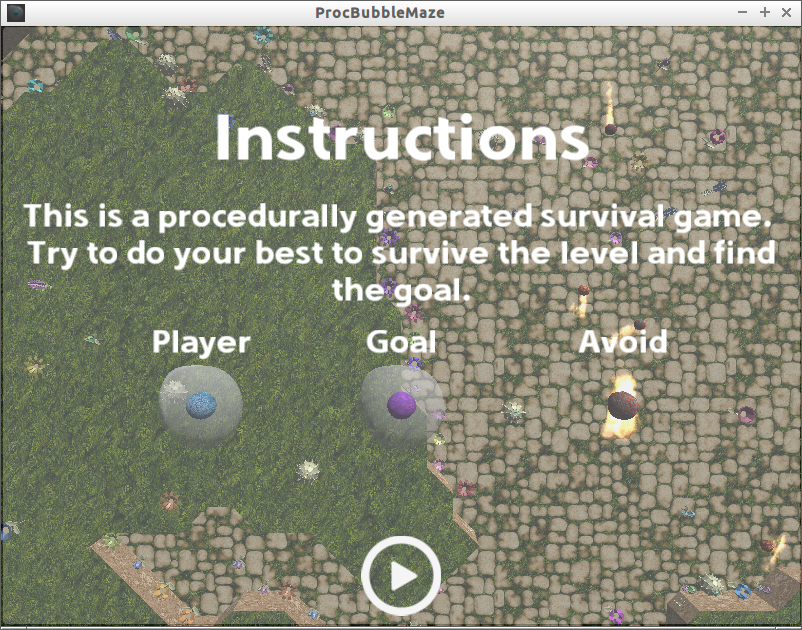 ProcBubbleMaze
Instructions
This is a procedurally generated survival game.
Try to do your best to survive the level and find
the goal.
Player Goal Avoid